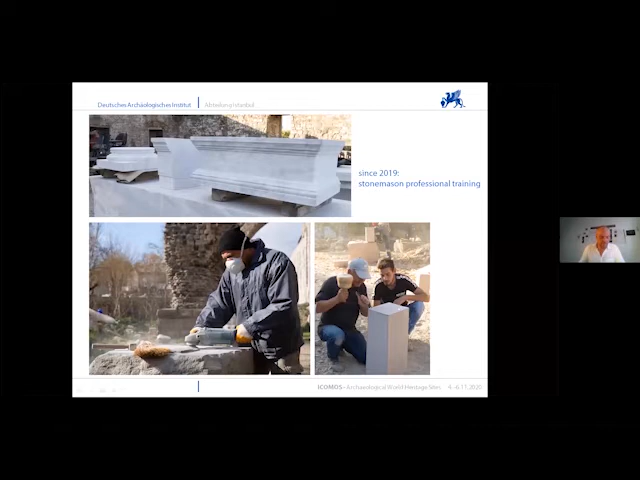 Deutsches Archäologisches Institut
Abteilung Istanbul
since 2019:
stonemason professional training
ICOMOS - Archaeological World Heritage Sites 4.-6.11.2020